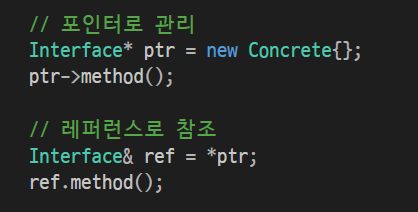 // 포인터로 관리
Interface* ptr = new Concrete{};
ptr->method();
// 레퍼런스로 참조
Interface& ref = *ptr;
ref.method();